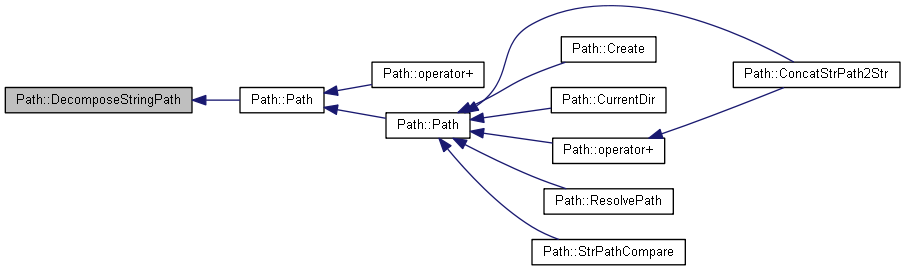 Path::DecomposeStringPath
Path::Path
Path::operator+
Path::Path
Path::Create
Path::CurrentDir
Path::operator+
Path::ResolvePath
Path::StrPathCompare
Path::ConcatStrPath2Str